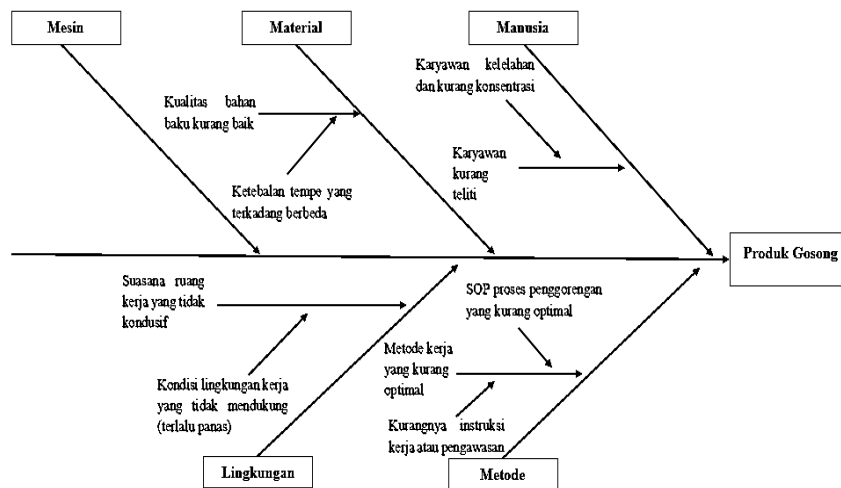 Mesin
Material
Manusia
Karyawan kelelahan
dan kurang konsentrasi
Kualitas bahan
baku kurang baik
Karyawan
kurang
teliti
Ketebalan tempe yang
terkadang berbeda
Produk Gosong
Suasana ruang
kerja yang tidak
kondusif
SOP proses penggorengan
yang kurang optimal
Metode kerja
yang kurang
optimal
Kondisi lingkungan kerja
yang tidak mendukung
(terlalu panas)
Kurangnya instruksi
kerja atau pengawasan
Lingkungan
Metode